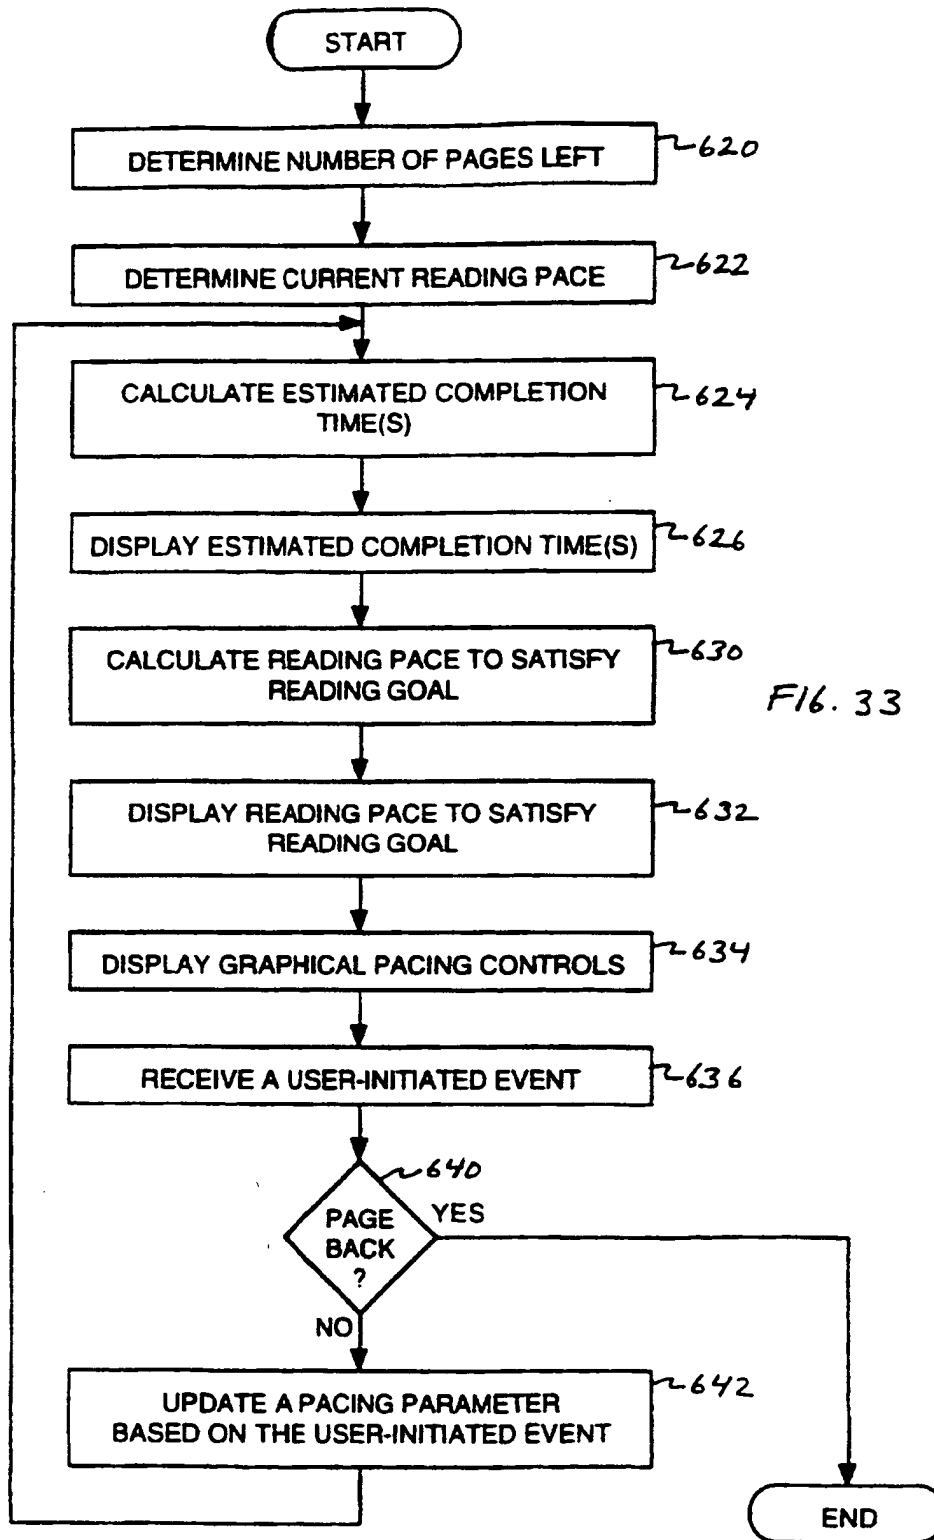 START
DETERMINE NUMBER OF PAGES LEFT
620
DETERMINE CURRENT READING PACE
622
CALCULATE ESTIMATED COMPLETION
TIME(S)
624
DISPLAY ESTIMATED COMPLETION TIME(S)
626
CALCULATE READING PACE TO SATISFY
READING GOAL
630
FIG. 33
DISPLAY READING PACE TO SATISFY
READING GOAL
632
DISPLAY GRAPHICAL PACING CONTROLS
634
RECEIVE A USER-INITIATED EVENT
636
640
PAGE
BACK
?
YES
NO
UPDATE A PACING PARAMETER
BASED ON THE USER-INITIATED EVENT
642
END